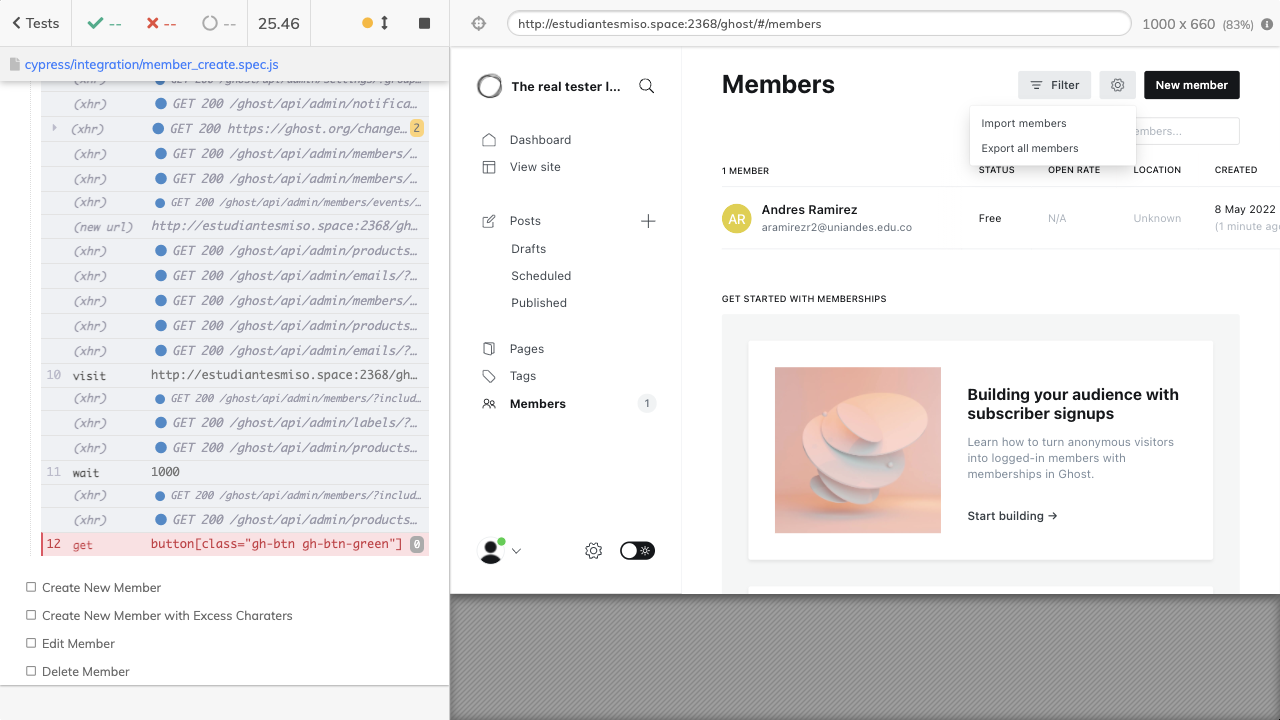 Tests
--
--
--
25.46
http://estudiantesmiso.space:2368/ghost/#/members
1000 x 660 (83%)
cypress/integration/member_create.spec.js
(xhr) GET 200 /ghost/api/admin/settings/?group…
(xhr) GET 200 /ghost/api/admin/notifica…
(xhr) GET 200 https://ghost.org/change… 2
(xhr) GET 200 /ghost/api/admin/members/…
(xhr) GET 200 /ghost/api/admin/members/…
(xhr) GET 200 /ghost/api/admin/members/events/…
(new url) http://estudiantesmiso.space:2368/gh…
(xhr) GET 200 /ghost/api/admin/products…
(xhr) GET 200 /ghost/api/admin/emails/?…
(xhr) GET 200 /ghost/api/admin/members/…
(xhr) GET 200 /ghost/api/admin/products…
(xhr) GET 200 /ghost/api/admin/emails/?…
10 visit http://estudiantesmiso.space:2368/gh…
(xhr) GET 200 /ghost/api/admin/members/?includ…
(xhr) GET 200 /ghost/api/admin/labels/?…
(xhr) GET 200 /ghost/api/admin/products…
11 wait 1000
(xhr) GET 200 /ghost/api/admin/members/?includ…
(xhr) GET 200 /ghost/api/admin/products…
12 get button[class="gh-btn gh-btn-green"] 0
Create New Member
Create New Member with Excess Charaters
Edit Member
Delete Member
The real tester l...
Dashboard
View site
Posts
Drafts
Scheduled
Published
Pages
Tags
Members 1
Members
Filter
New member
Import members
Export all members
embers...
1 MEMBER STATUS OPEN RATE LOCATION CREATED
AR
Andres Ramirez
aramirezr2@uniandes.edu.co
Free N/A Unknown
8 May 2022
(1 minute ago
GET STARTED WITH MEMBERSHIPS
Building your audience with
subscriber signups
Learn how to turn anonymous visitors
into logged-in members with
memberships in Ghost.
Start building →